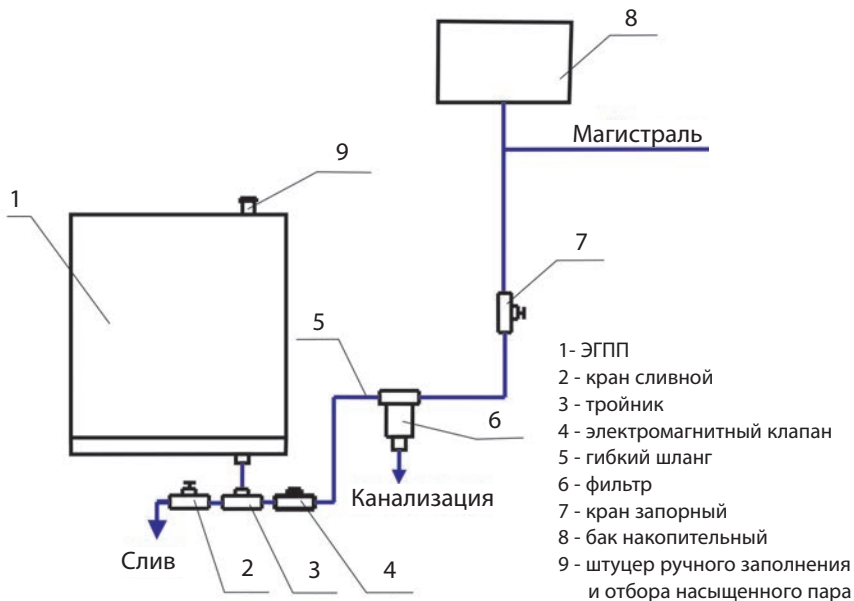 8
Магистраль
9
1
7
5
1- ЭГПП
2 - кран сливной
3 - тройник
6
4 - электромагнитный клапан
5 - гибкий шланг
6 - фильтр
Канализация
7 - кран запорный
8 - бак накопительный
Слив
2
3
4
9 - штуцер ручного заполнения
и отбора насыщенного пара